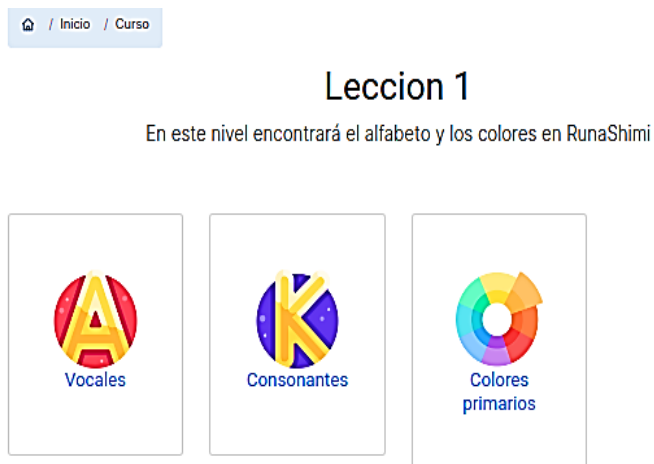 / Inicio / Curso
Leccion 1
En este nivel encontrará el alfabeto y los colores en RunaShimi
A
K
Vocales
Consonantes
Colores
primarios